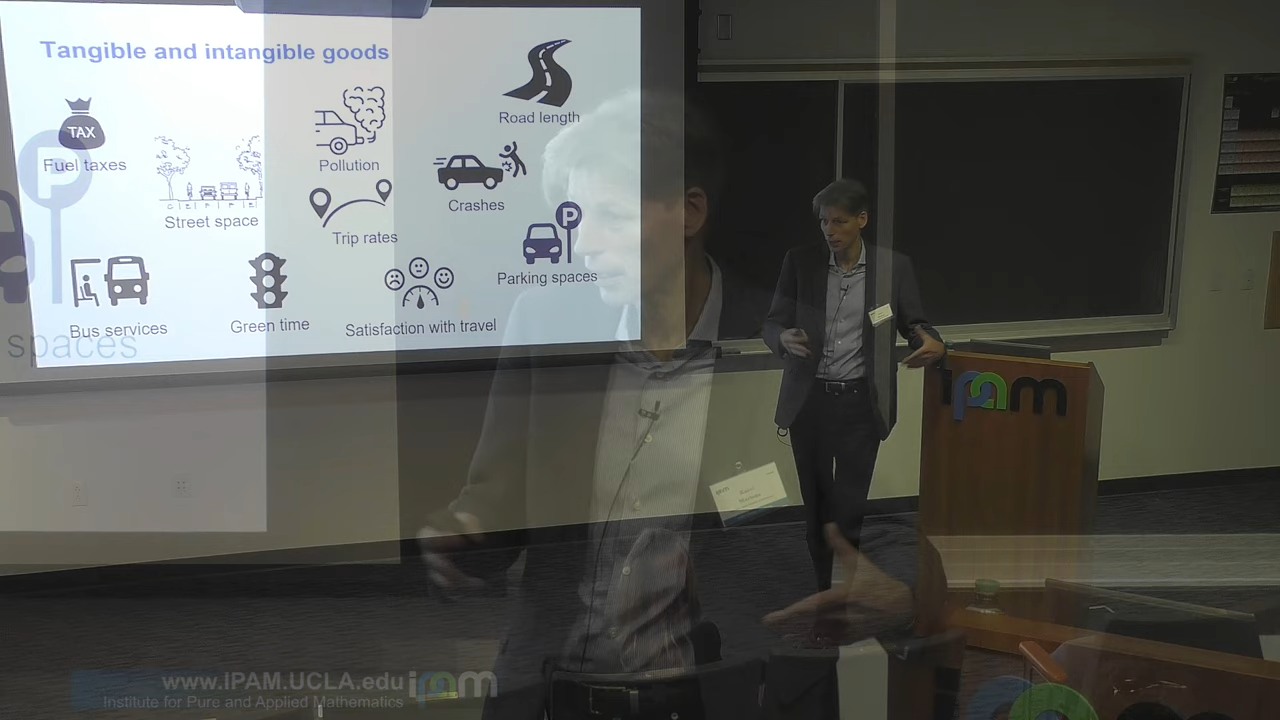 Tangible and intangible goods
Road length
TAX
Fuel taxes
Pollution
Street space
Crashes
Trip rates
P
P
Parking spaces
Bus services
Green time
Satisfaction with travel
spaces
ipam
www.IPAM.UCLA.edu ipam
Institute for Pure and Applied Mathematics